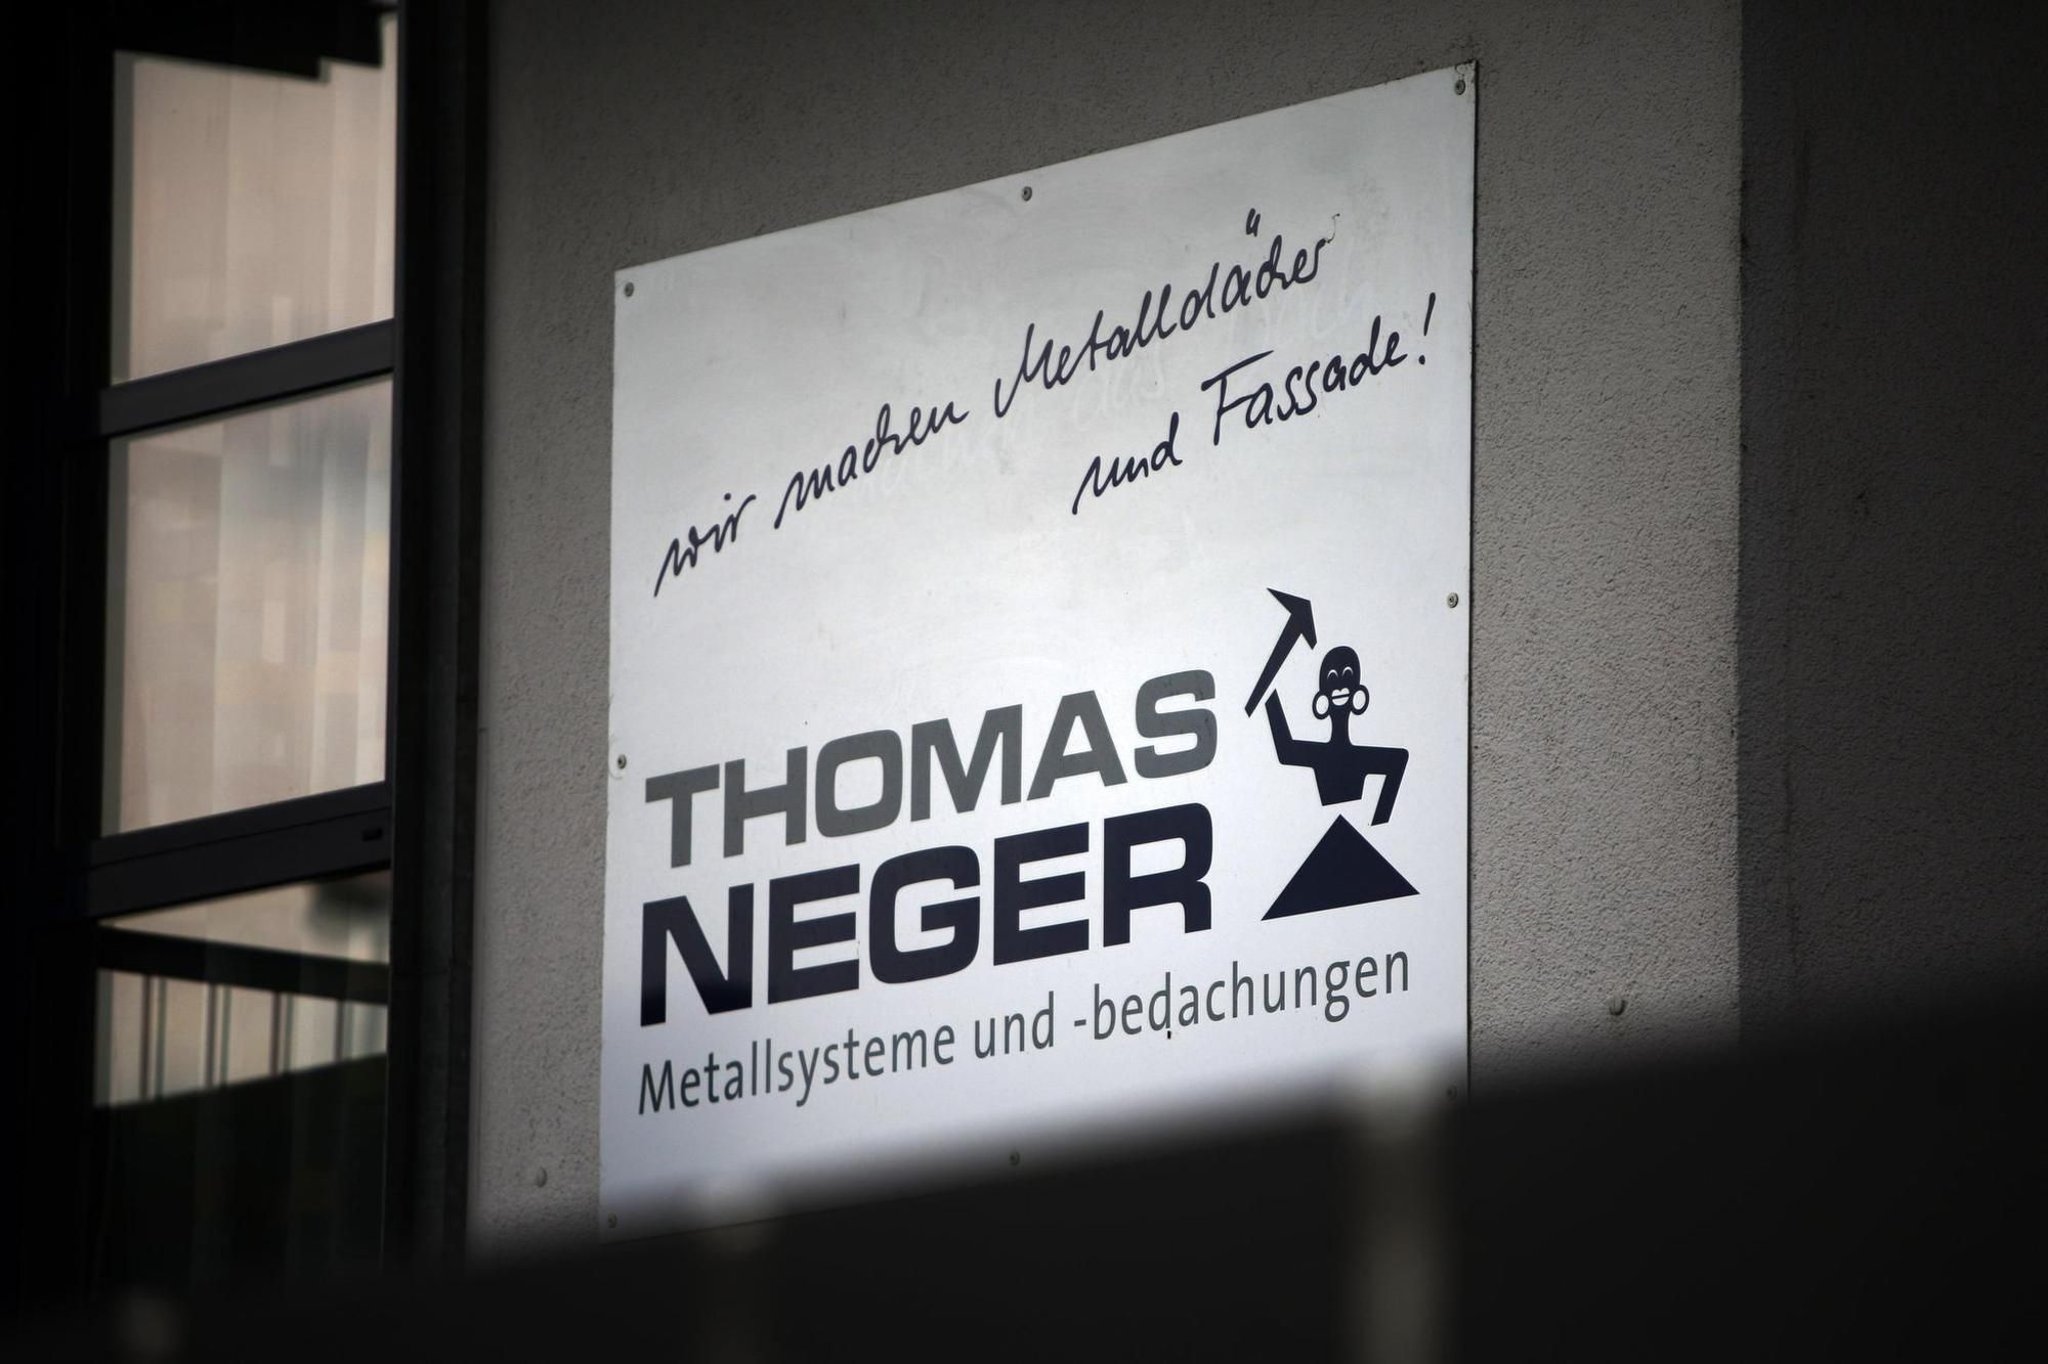 wir machen Metalldächer
und Fassade!
THOMAS
NEGER
Metallsysteme und -bedachungen